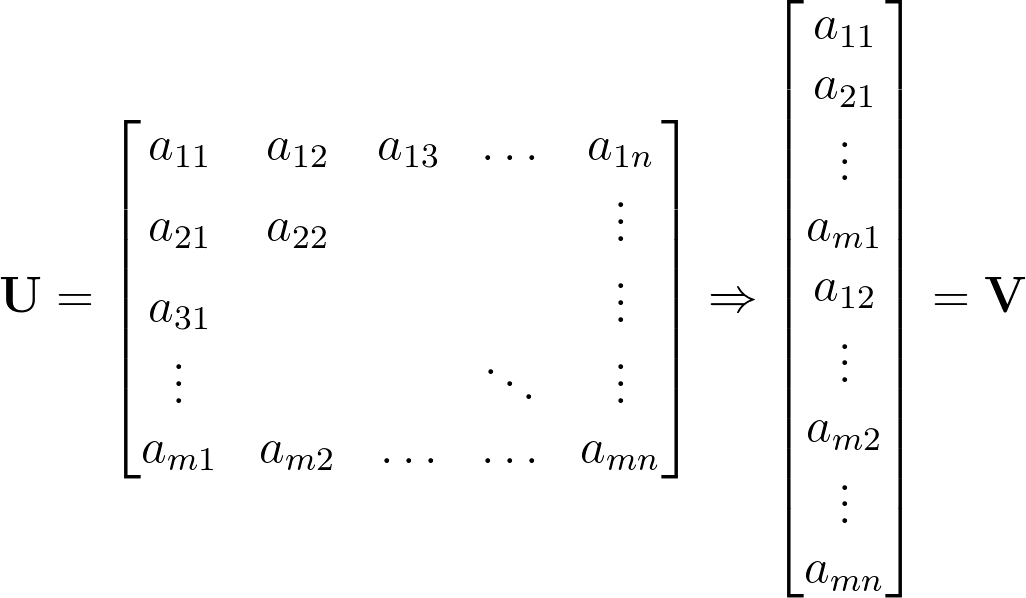 U = [ a11 a12 a13 … a1n
a21 a22 ⋮
a31 ⋮
⋮ ⋱ ⋮
am1 am2 … … amn ]
⇒
[ a11
a21
⋮
am1
a12
⋮
am2
⋮
amn ]
= V